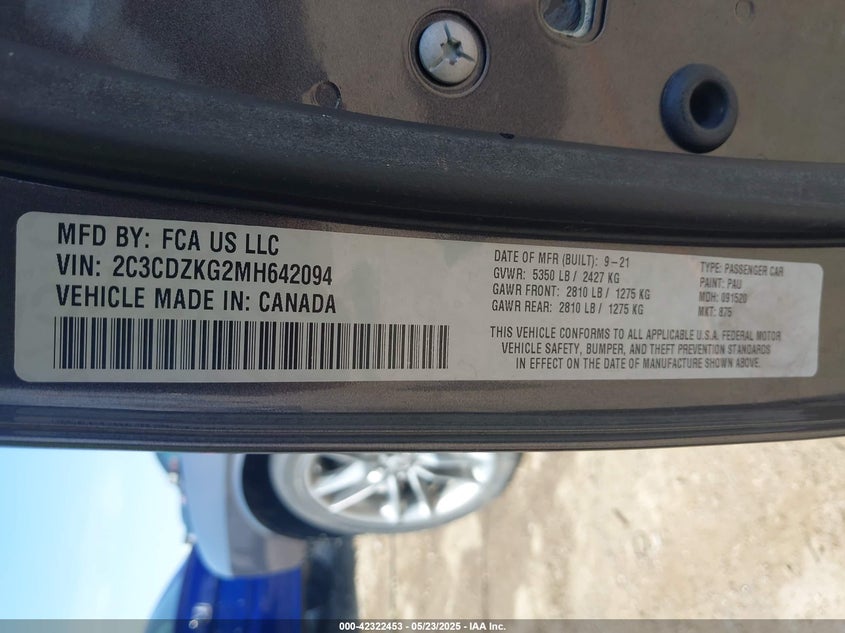 MFD BY: FCA US LLC
VIN: 2C3CDZKG2MH642094
VEHICLE MADE IN: CANADA
DATE OF MFR (BUILT): 9-21
GVWR: 5350 LB / 2427 KG
GAWR FRONT: 2810 LB / 1275 KG
GAWR REAR: 2810 LB / 1275 KG
TYPE: PASSENGER CAR
PAINT: PAU
MDH: 091520
MKT: 875
THIS VEHICLE CONFORMS TO ALL APPLICABLE U.S.A. FEDERAL MOTOR
VEHICLE SAFETY, BUMPER, AND THEFT PREVENTION STANDARDS
IN EFFECT ON THE DATE OF MANUFACTURE SHOWN ABOVE.
000-42322453 - 05/23/2025 - IAA Inc.